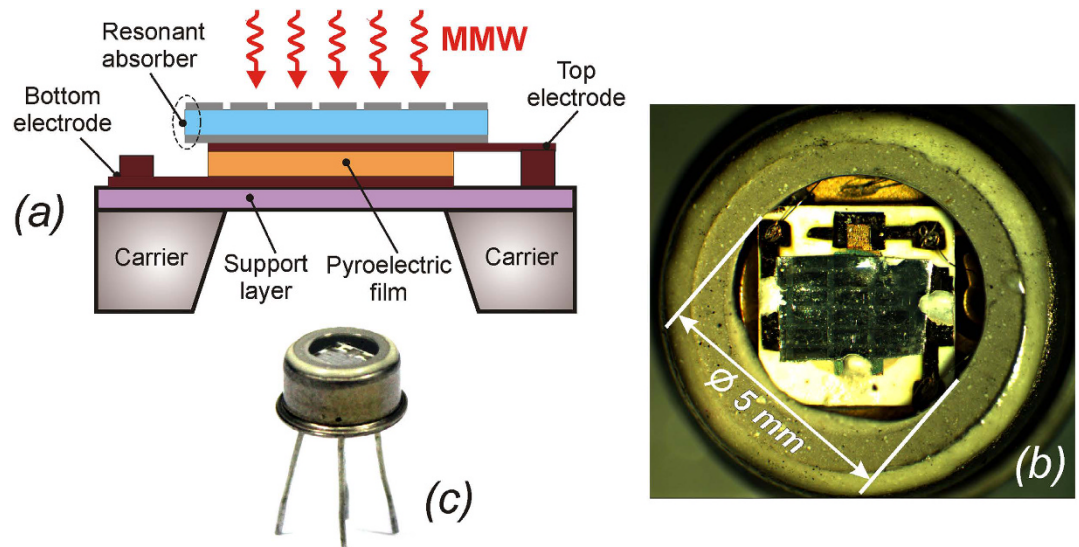 Resonant
absorber
MMW
Bottom
electrode
Top
electrode
(a)
Carrier
Support
layer
Pyroelectric
film
Carrier
(c)
Ø 5 mm
(b)